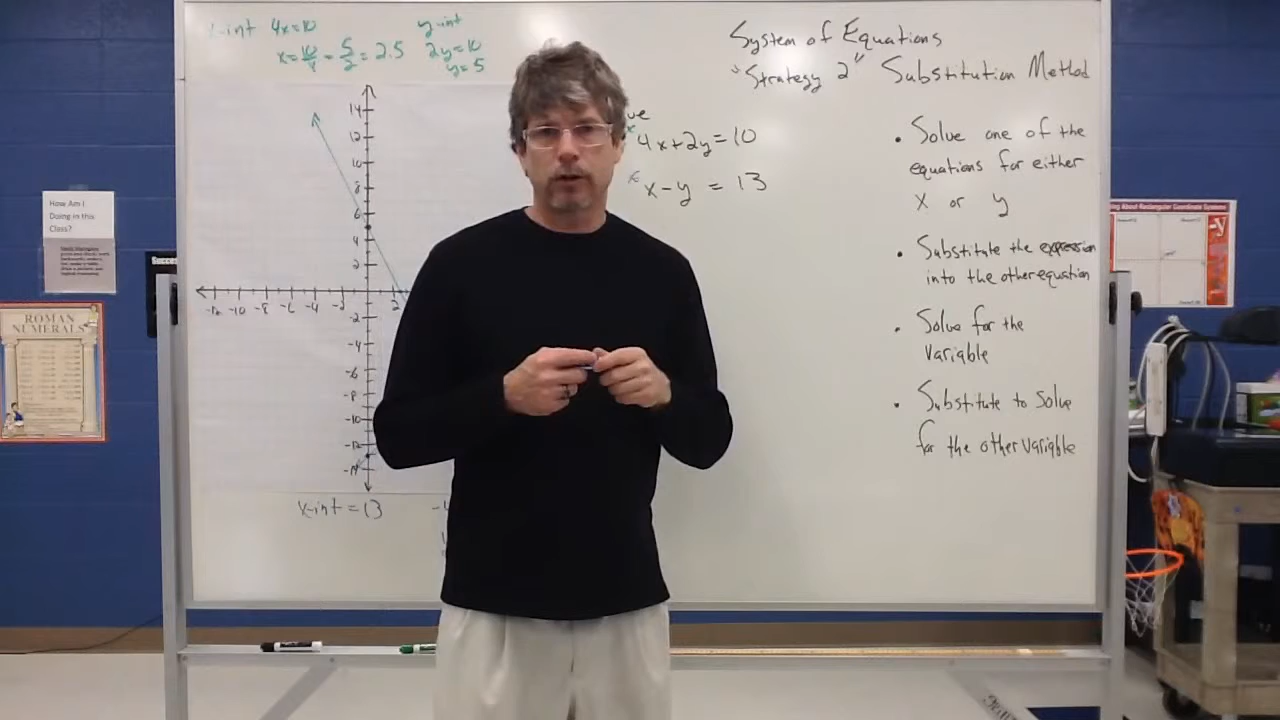 x-int 4x=10
x=10/4=5/2=2.5
y-int
2y=10
y=5
System of Equations
"Strategy 2" Substitution Method
4x+2y=10
x-y = 13
• Solve one of the
equations for either
x or y
• Substitute the expression
into the other equation
• Solve for the
variable
• Substitute to solve
for the other variable
14
12
10
8
6
4
2
-12 -10 -8 -6 -4 -2 2
-2
-4
-6
-8
-10
-12
-14
x-int = 13
How Am I
Doing in this
Class?
ROMAN
NUMERALS